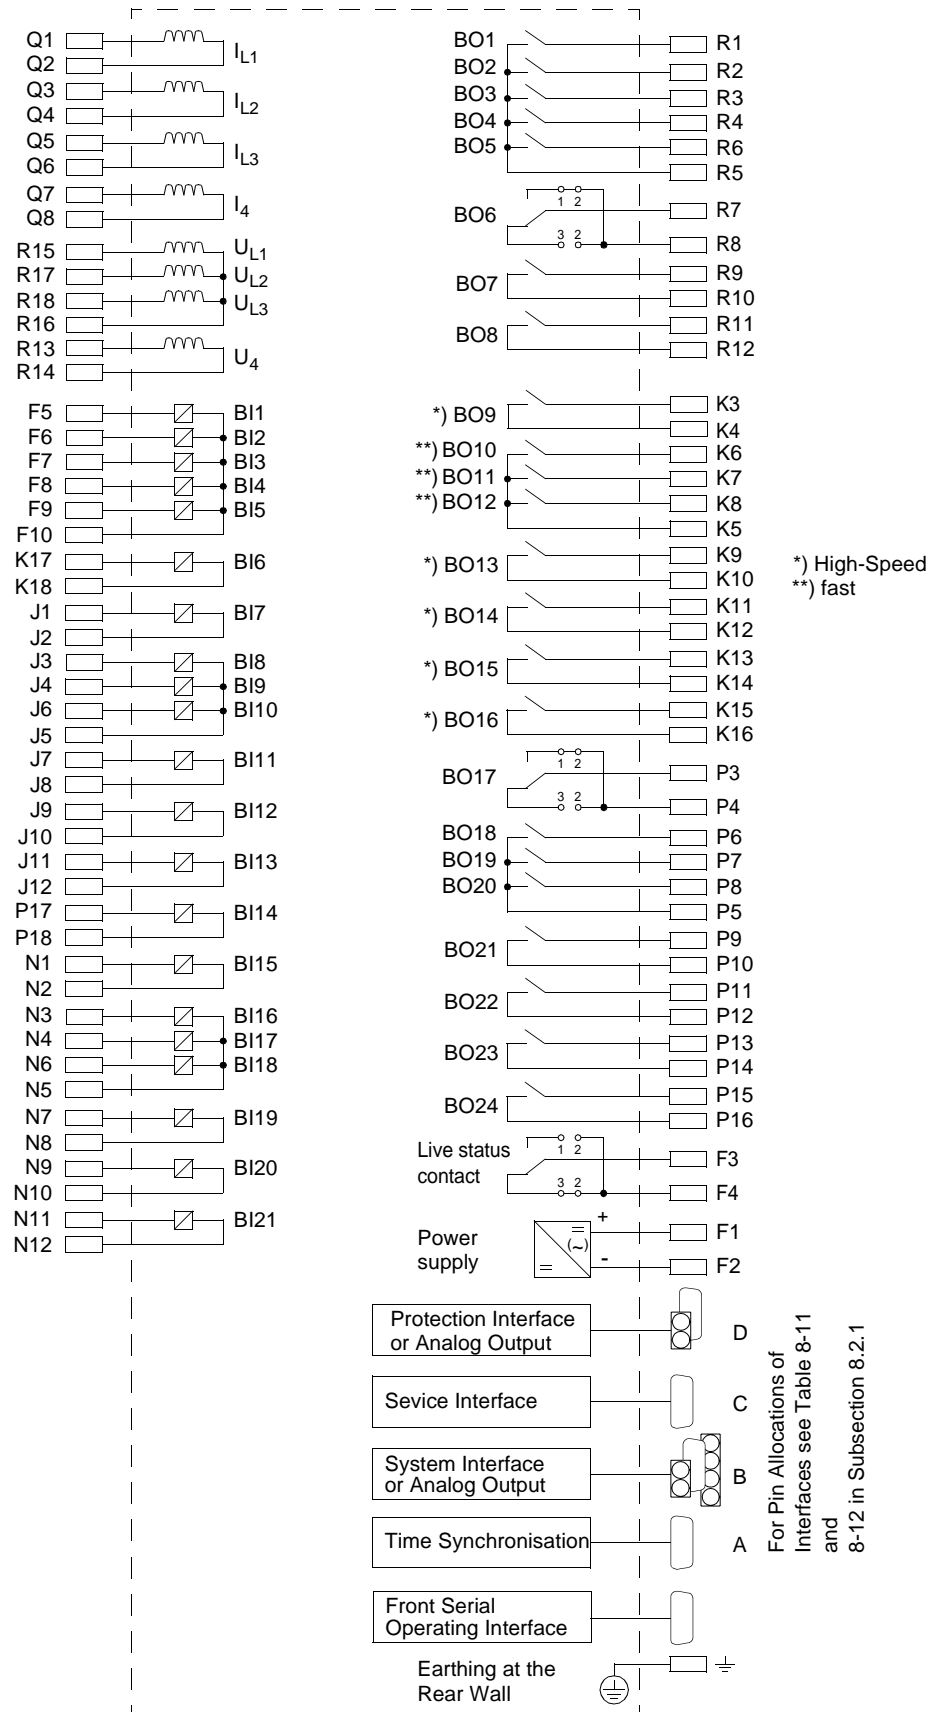 Q1
Q2
I L1
Q3
Q4
I L2
Q5
Q6
I L3
Q7
Q8
I 4
R15 U L1
R17 U L2
R18 U L3
R16
R13
R14
U 4
F5 BI1
F6 BI2
F7 BI3
F8 BI4
F9 BI5
F10
K17 BI6
K18
J1 BI7
J2
J3 BI8
J4 BI9
J6 BI10
J5
J7 BI11
J8
J9 BI12
J10
J11 BI13
J12
P17 BI14
P18
N1 BI15
N2
N3 BI16
N4 BI17
N6 BI18
N5
N7 BI19
N8
N9 BI20
N10
N11 BI21
N12
BO1 R1
BO2 R2
BO3 R3
BO4 R4
BO5 R6
R5
BO6
1 2
3 2
R7
R8
BO7 R9
R10
BO8 R11
R12
*) BO9 K3
K4
**) BO10 K6
**) BO11 K7
**) BO12 K8
K5
*) BO13 K9
K10
*) BO14 K11
K12
*) BO15 K13
K14
*) BO16 K15
K16
*) High-Speed
**) fast
BO17
1 2
3 2
P3
P4
BO18 P6
BO19 P7
BO20 P8
P5
BO21 P9
P10
BO22 P11
P12
BO23 P13
P14
BO24 P15
P16
Live status
contact
1 2
3 2
F3
F4
Power
supply
=
(~)
=
+
-
F1
F2
Protection Interface
or Analog Output
D
Sevice Interface
C
System Interface
or Analog Output
B
Time Synchronisation
A
Front Serial
Operating Interface
Earthing at the
Rear Wall
For Pin Allocations of
Interfaces see Table 8-11
and
8-12 in Subsection 8.2.1